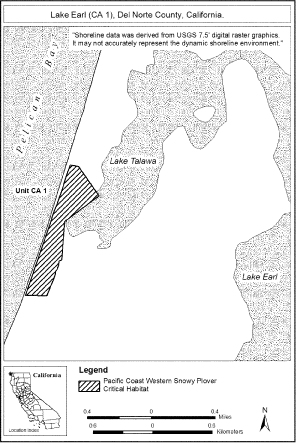 Lake Earl (CA 1), Del Norte County, California.
"Shoreline data was derived from USGS 7.5' digital raster graphics.
It may not accurately represent the dynamic shoreline environment."
Pelican Bay
Lake Talawa
Unit CA 1
Lake Earl
California
Location Index
Legend
Pacific Coast Western Snowy Plover
Critical Habitat
0.4 0 0.4
Miles
0.6 0 0.6
Kilometers
N